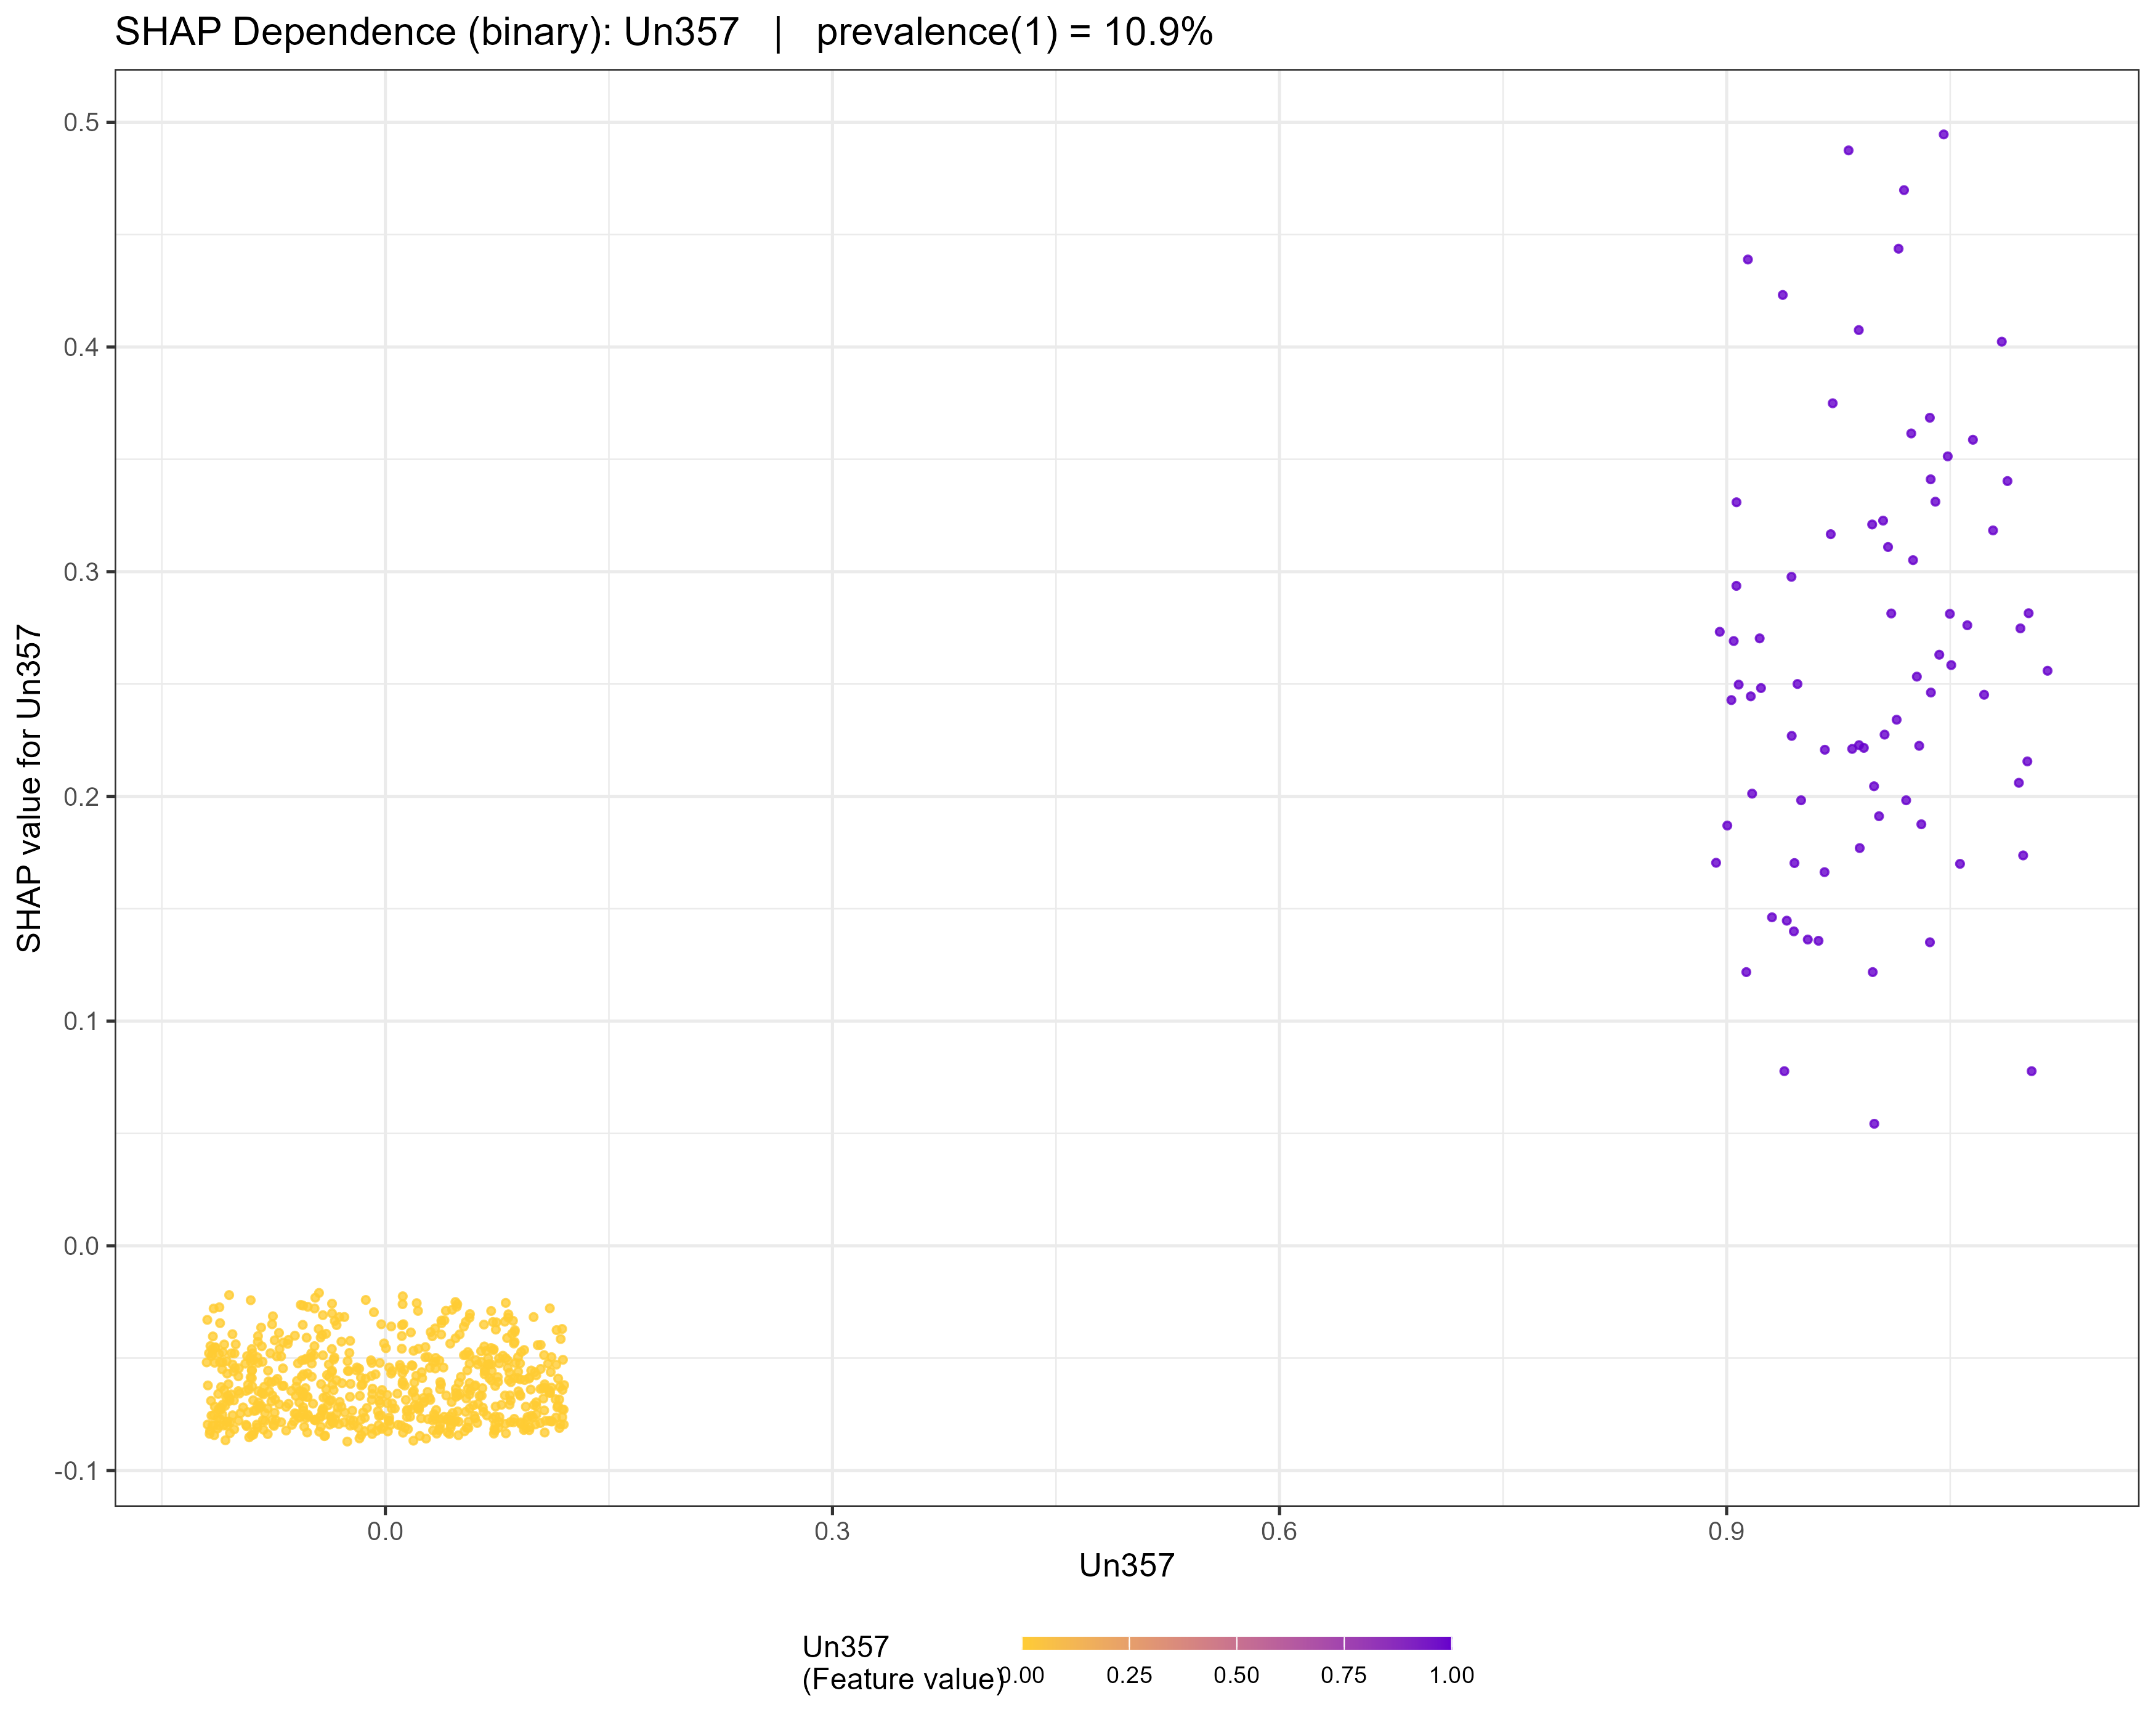 SHAP Dependence (binary): Un357 | prevalence(1) = 10.9%
SHAP value for Un357
0.5
0.4
0.3
0.2
0.1
0.0
-0.1
0.0 0.3 0.6 0.9
Un357
Un357
(Feature value)
0.00 0.25 0.50 0.75 1.00